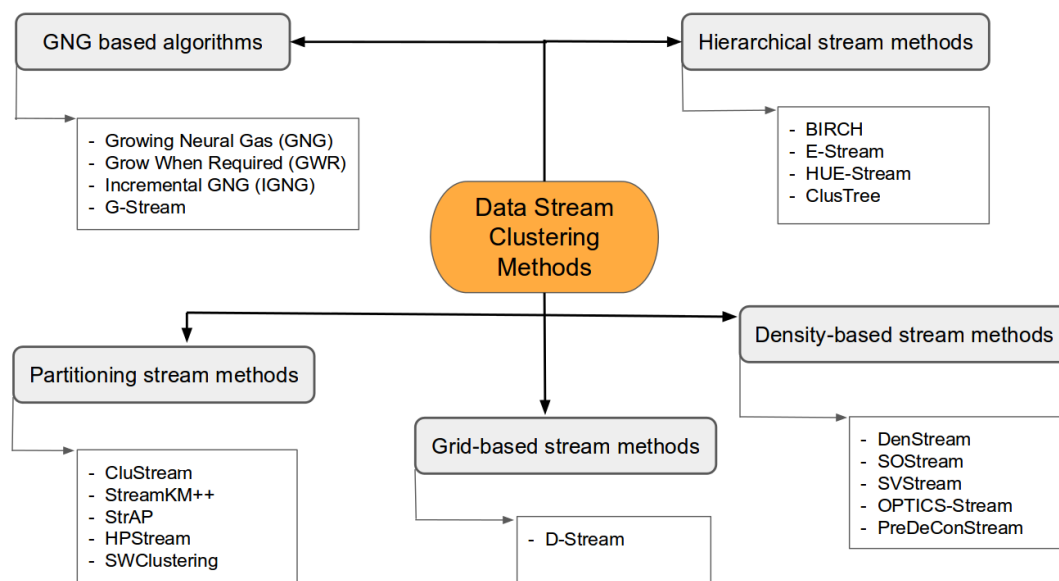 GNG based algorithms
Hierarchical stream methods
- Growing Neural Gas (GNG)
- Grow When Required (GWR)
- Incremental GNG (IGNG)
- G-Stream
- BIRCH
- E-Stream
- HUE-Stream
- ClusTree
Data Stream
Clustering
Methods
Partitioning stream methods
- CluStream
- StreamKM++
- StrAP
- HPStream
- SWClustering
Grid-based stream methods
- D-Stream
Density-based stream methods
- DenStream
- SOStream
- SVStream
- OPTICS-Stream
- PreDeConStream